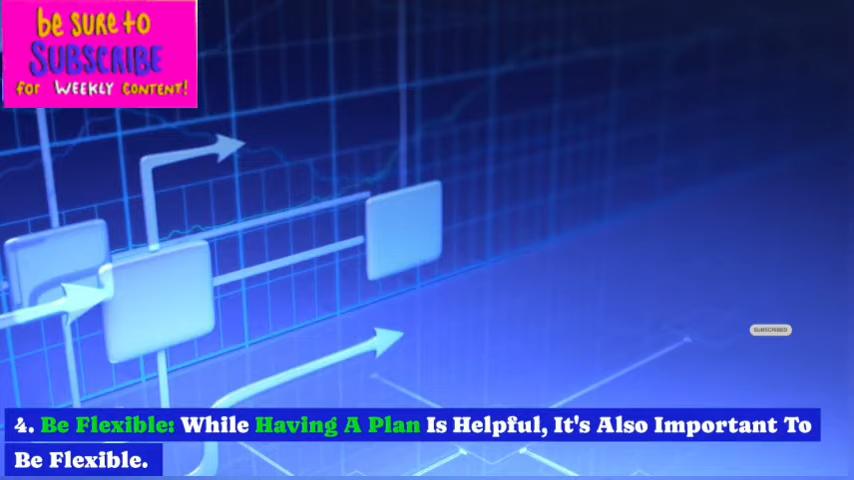 be SURE to
SUBSCRIBE
for WEEKLY CONTENT!
SUBSCRIBED
4. Be Flexible: While Having A Plan Is Helpful, It's Also Important To
Be Flexible.